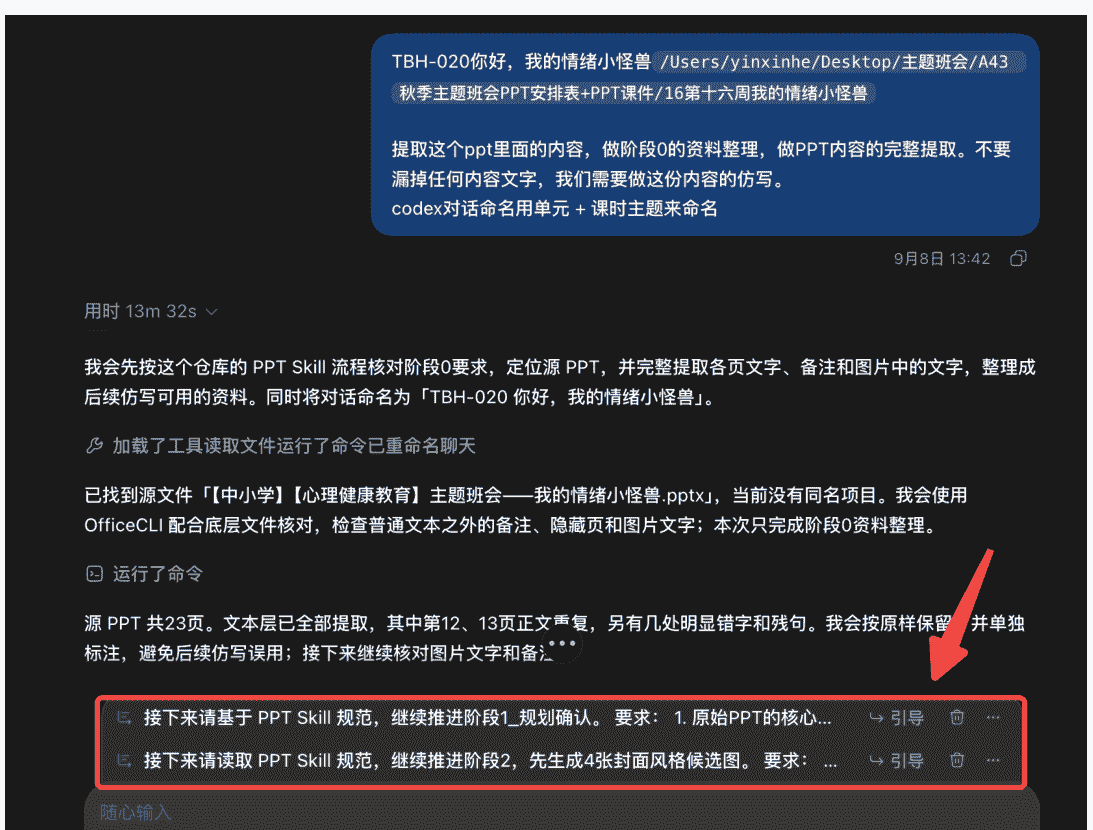 TBH-020你好，我的情绪小怪兽 /Users/yinxinhe/Desktop/主题班会/A43
秋季主题班会PPT安排表+PPT课件/16第十六周我的情绪小怪兽
提取这个ppt里面的内容，做阶段0的资料整理，做PPT内容的完整提取。不要
漏掉任何内容文字，我们需要做这份内容的仿写。
codex对话命名用单元 + 课时主题来命名
9月8日 13:42
用时 13m 32s
我会先按这个仓库的 PPT Skill 流程核对阶段0要求，定位源 PPT，并完整提取各页文字、备注和图片中的文字，整理成
后续仿写可用的资料。同时将对话命名为「TBH-020 你好，我的情绪小怪兽」。
加载了工具读取文件运行了命令已重命名聊天
已找到源文件「【中小学】【心理健康教育】主题班会——我的情绪小怪兽.pptx」，当前没有同名项目。我会使用
OfficeCLI 配合底层文件核对，检查普通文本之外的备注、隐藏页和图片文字；本次只完成阶段0资料整理。
运行了命令
源 PPT 共23页。文本层已全部提取，其中第12、13页正文重复，另有几处明显错字和残句。我会按原样保留 并单独
标注，避免后续仿写误用；接下来继续核对图片文字和备
接下来请基于 PPT Skill 规范，继续推进阶段1_规划确认。 要求： 1. 原始PPT的核心... 引导
接下来请读取 PPT Skill 规范，继续推进阶段2，先生成4张封面风格候选图。 要求： ... 引导
随心输入